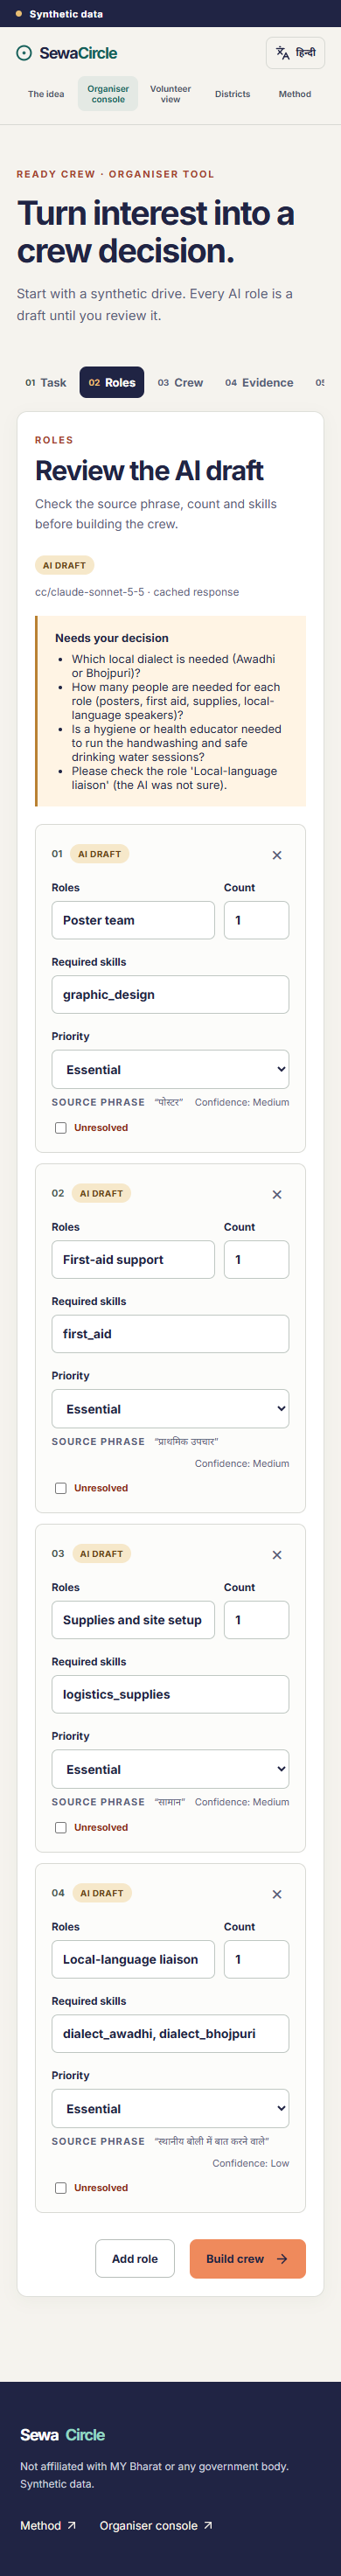 Synthetic data
SewaCircle
हिन्दी
The idea
Organiser
console
Volunteer
view
Districts
Method
READY CREW · ORGANISER TOOL
Turn interest into a
crew decision.
Start with a synthetic drive. Every AI role is a
draft until you review it.
01 Task
02 Roles
03 Crew
04 Evidence
05
ROLES
Review the AI draft
Check the source phrase, count and skills
before building the crew.
AI DRAFT
cc/claude-sonnet-5-5 · cached response
Needs your decision
• Which local dialect is needed (Awadhi
or Bhojpuri)?
• How many people are needed for each
role (posters, first aid, supplies, local-
language speakers)?
• Is a hygiene or health educator needed
to run the handwashing and safe
drinking water sessions?
• Please check the role 'Local-language
liaison' (the AI was not sure).
01 AI DRAFT
Roles
Count
Poster team
1
Required skills
graphic_design
Priority
Essential
SOURCE PHRASE "पोस्टर" Confidence: Medium
Unresolved
02 AI DRAFT
Roles
Count
First-aid support
1
Required skills
first_aid
Priority
Essential
SOURCE PHRASE "प्राथमिक उपचार"
Confidence: Medium
Unresolved
03 AI DRAFT
Roles
Count
Supplies and site setup
1
Required skills
logistics_supplies
Priority
Essential
SOURCE PHRASE "सामान" Confidence: Medium
Unresolved
04 AI DRAFT
Roles
Count
Local-language liaison
1
Required skills
dialect_awadhi, dialect_bhojpuri
Priority
Essential
SOURCE PHRASE "स्थानीय बोली में बात करने वाले"
Confidence: Low
Unresolved
Add role
Build crew →
Sewa Circle
Not affiliated with MY Bharat or any government body.
Synthetic data.
Method ↗
Organiser console ↗